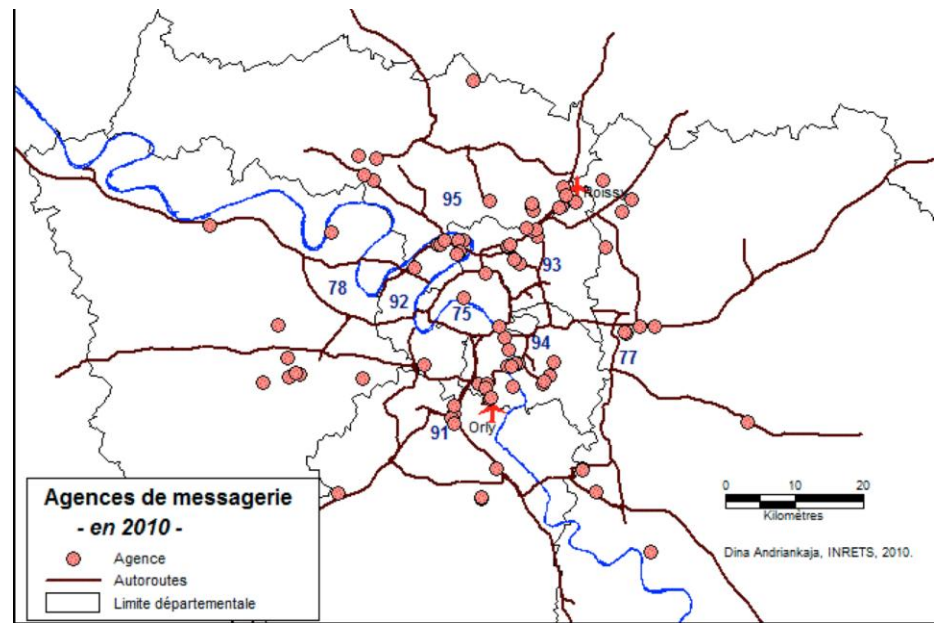 95
Roissy
93
78
92
75
94
77
91
Orly
Agences de messagerie
- en 2010 -
Agence
Autoroutes
Limite départementale
0 10 20
Kilomètres
Dina Andriankaja, INRETS, 2010.